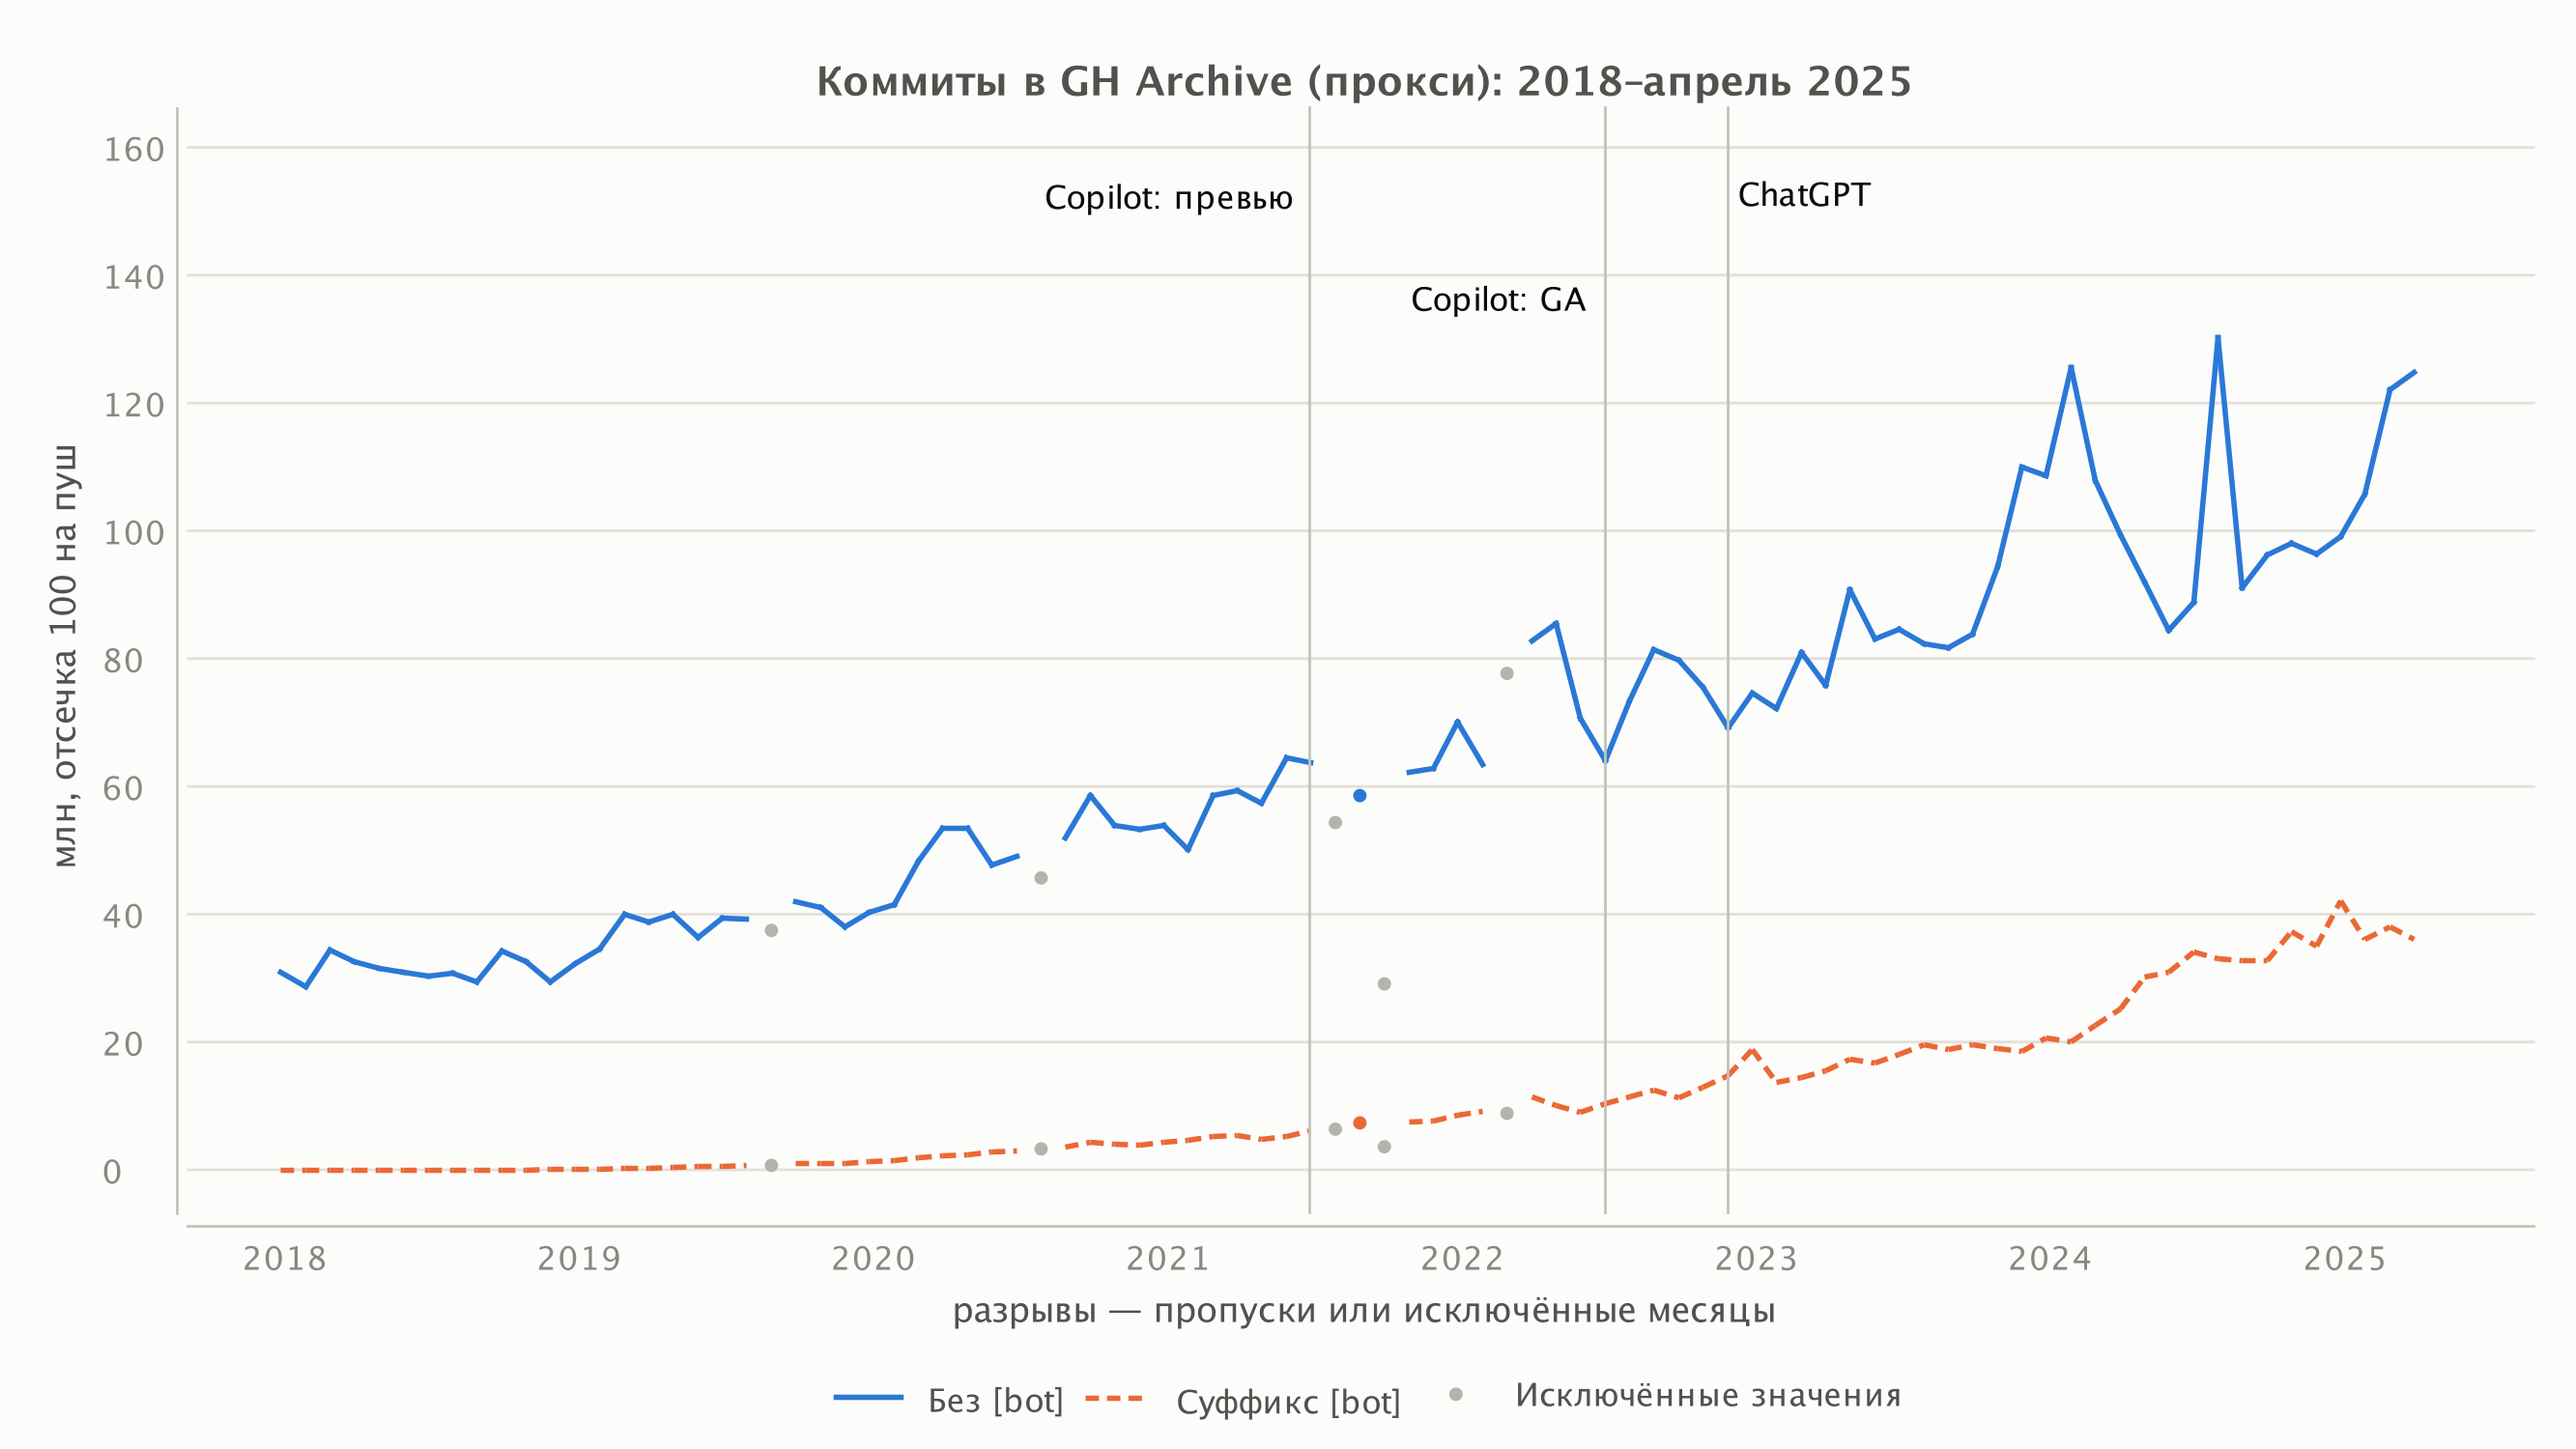 Коммиты в GH Archive (прокси): 2018–апрель 2025
160
Copilot: превью
ChatGPT
140
Copilot: GA
120
млн, отсечка 100 на пуш
100
80
60
40
20
0
2018 2019 2020 2021 2022 2023 2024 2025
разрывы — пропуски или исключённые месяцы
Без [bot] Суффикс [bot] Исключённые значения